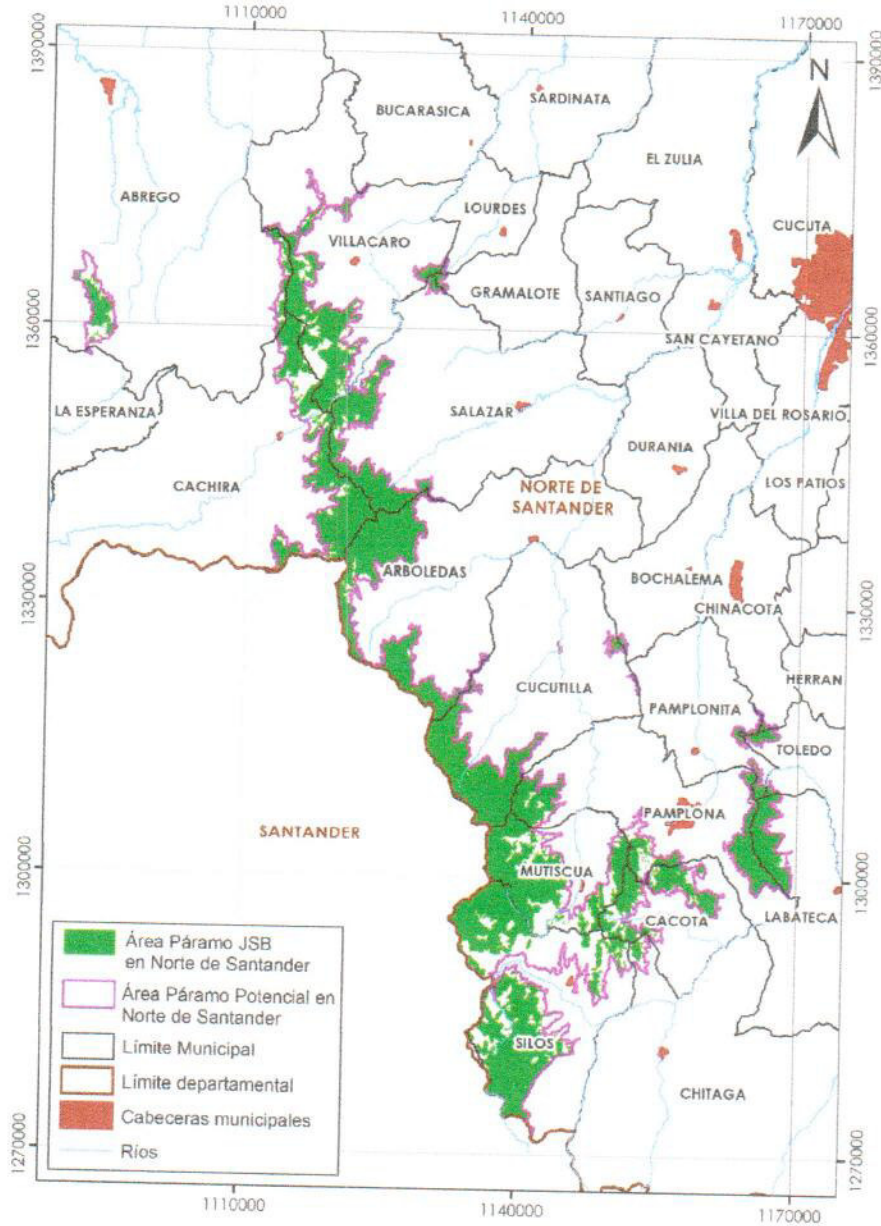 1110000
1140000
1170000
1390000
1390000
N
BUCARASICA
SARDINATA
EL ZULIA
ABREGO
LOURDES
CUCUTA
VILLACARO
GRAMALOTE
SANTIAGO
1360000
1360000
SAN CAYETANO
LA ESPERANZA
SALAZAR
VILLA DEL ROSARIO
DURANIA
LOS PATIOS
CACHIRA
NORTE DE
SANTANDER
1330000
1330000
ARBOLEDAS
BOCHALEMA
CHINACOTA
HERRAN
CUCUTILLA
PAMPLONITA
TOLEDO
SANTANDER
PAMPLONA
1300000
1300000
MUTISCUA
CACOTA
LABATECA
SILOS
CHITAGA
Área Páramo JSB
en Norte de Santander
Área Páramo Potencial en
Norte de Santander
Límite Municipal
Límite departamental
Cabeceras municipales
Ríos
1270000
1270000
1110000
1140000
1170000